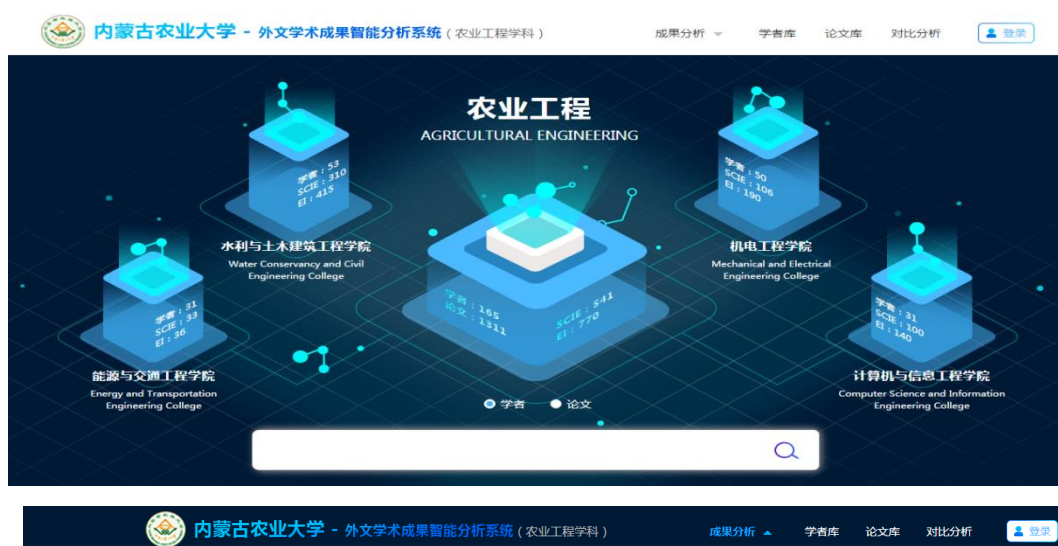 内蒙古农业大学 - 外文学术成果智能分析系统（农业工程学科）
成果分析 学者库 论文库 对比分析 登录
农业工程
AGRICULTURAL ENGINEERING
学者：53
SCIE：310
EI：415
水利与土木建筑工程学院
Water Conservancy and Civil
Engineering College
学者：50
SCIE：106
EI：190
机电工程学院
Mechanical and Electrical
Engineering College
学者：31
SCIE：33
EI：36
能源与交通工程学院
Energy and Transportation
Engineering College
学者：165
论文：1311
SCIE：541
EI：770
学者：31
SCIE：100
EI：140
计算机与信息工程学院
Computer Science and Information
Engineering College
学者 论文
内蒙古农业大学 - 外文学术成果智能分析系统（农业工程学科）
成果分析 学者库 论文库 对比分析 登录